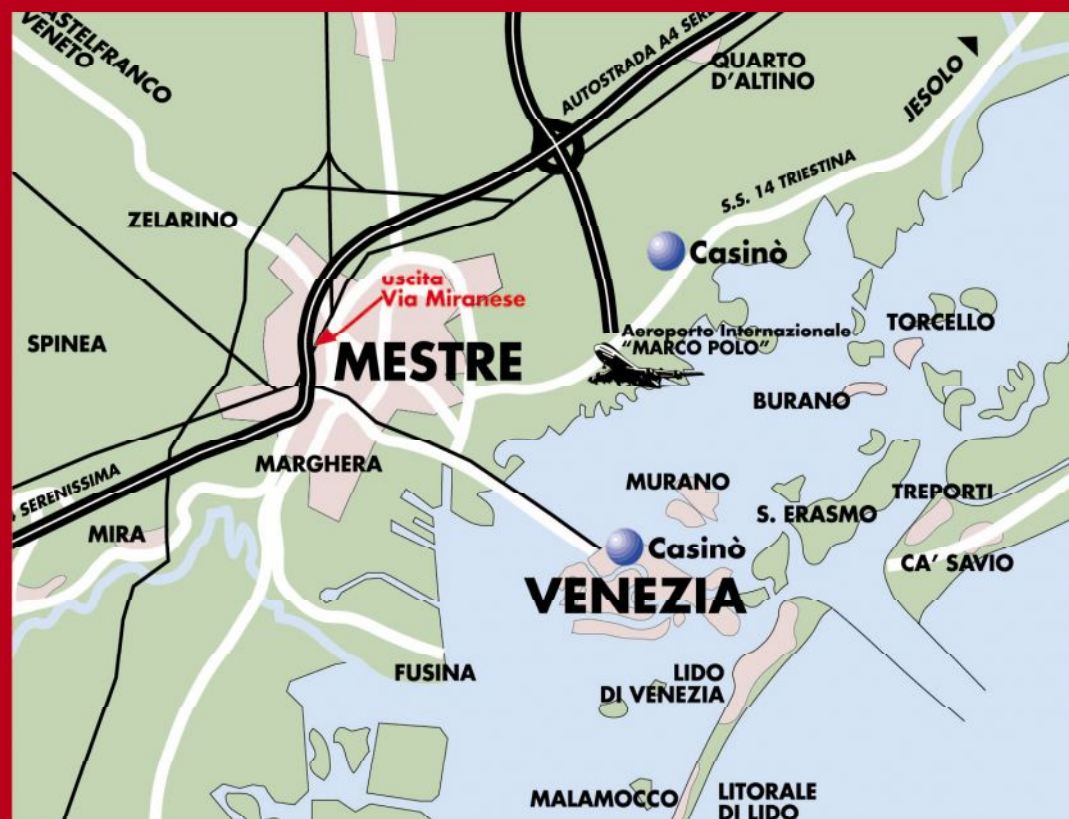 CASTELFRANCO
VENETO
AUTOSTRADA A4 SERE
QUARTO
D'ALTINO
JESOLO
S.S. 14 TRIESTINA
ZELARINO
Casinò
uscita
Via Miranese
SPINEA
MESTRE
Aeroporto Internazionale
"MARCO POLO"
TORCELLO
BURANO
MARGHERA
SERENISSIMA
MIRA
MURANO
S. ERASMO
TREPORTI
CA' SAVIO
Casinò
VENEZIA
FUSINA
LIDO
DI VENEZIA
MALAMOCCO
LITORALE
DI LIDO